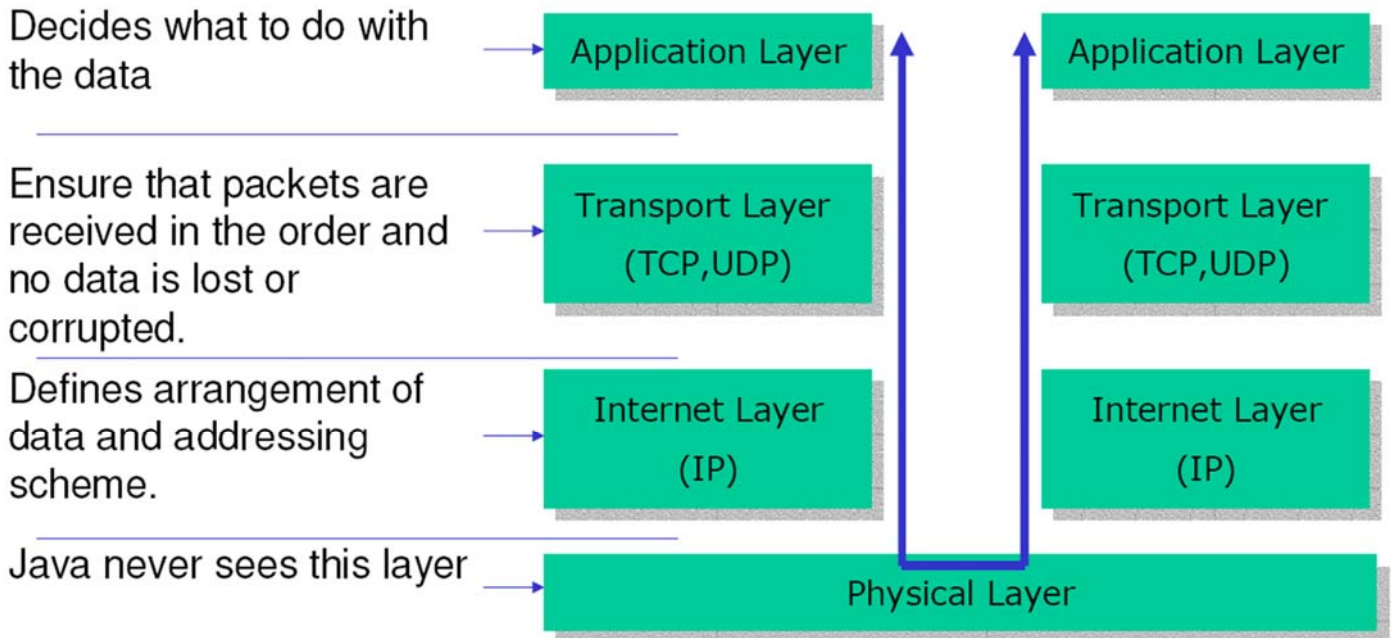 Decides what to do with
the data
Application Layer
Application Layer
Ensure that packets are
received in the order and
no data is lost or
corrupted.
Transport Layer
(TCP,UDP)
Transport Layer
(TCP,UDP)
Defines arrangement of
data and addressing
scheme.
Internet Layer
(IP)
Internet Layer
(IP)
Java never sees this layer
Physical Layer